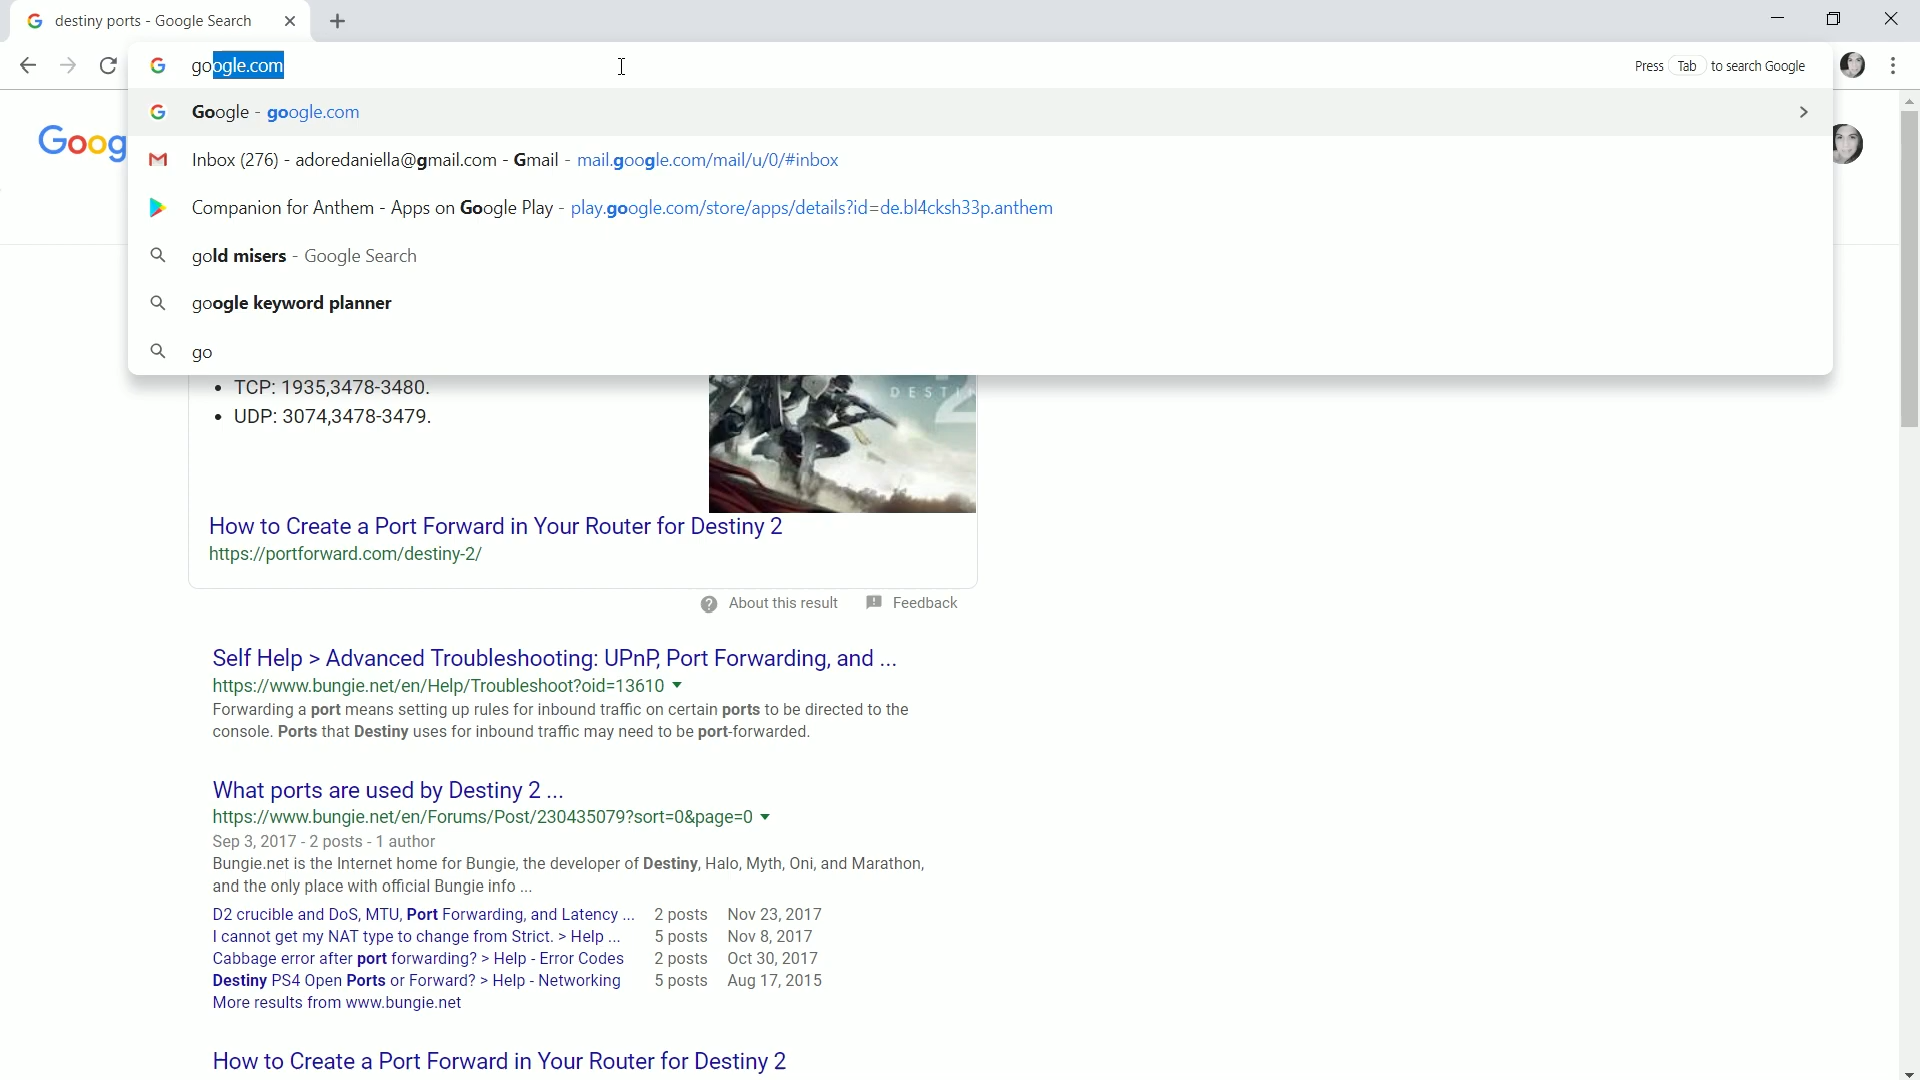 destiny ports - Google Search
google.com
Press Tab to search Google
Google - google.com
Inbox (276) - adoredaniella@gmail.com - Gmail - mail.google.com/mail/u/0/#inbox
Companion for Anthem - Apps on Google Play - play.google.com/store/apps/details?id=de.bl4cksh33p.anthem
gold misers - Google Search
google keyword planner
go
Goog
TCP: 1935,3478-3480.
UDP: 3074,3478-3479.
DESTIN
2
How to Create a Port Forward in Your Router for Destiny 2
https://portforward.com/destiny-2/
About this result Feedback
Self Help > Advanced Troubleshooting: UPnP, Port Forwarding, and ...
https://www.bungie.net/en/Help/Troubleshoot?oid=13610
Forwarding a port means setting up rules for inbound traffic on certain ports to be directed to the
console. Ports that Destiny uses for inbound traffic may need to be port-forwarded.
What ports are used by Destiny 2 ...
https://www.bungie.net/en/Forums/Post/230435079?sort=0&page=0
Sep 3, 2017 - 2 posts - 1 author
Bungie.net is the Internet home for Bungie, the developer of Destiny, Halo, Myth, Oni, and Marathon,
and the only place with official Bungie info ...
D2 crucible and DoS, MTU, Port Forwarding, and Latency ... 2 posts Nov 23, 2017
I cannot get my NAT type to change from Strict. > Help ... 5 posts Nov 8, 2017
Cabbage error after port forwarding? > Help - Error Codes 2 posts Oct 30, 2017
Destiny PS4 Open Ports or Forward? > Help - Networking 5 posts Aug 17, 2015
More results from www.bungie.net
How to Create a Port Forward in Your Router for Destiny 2